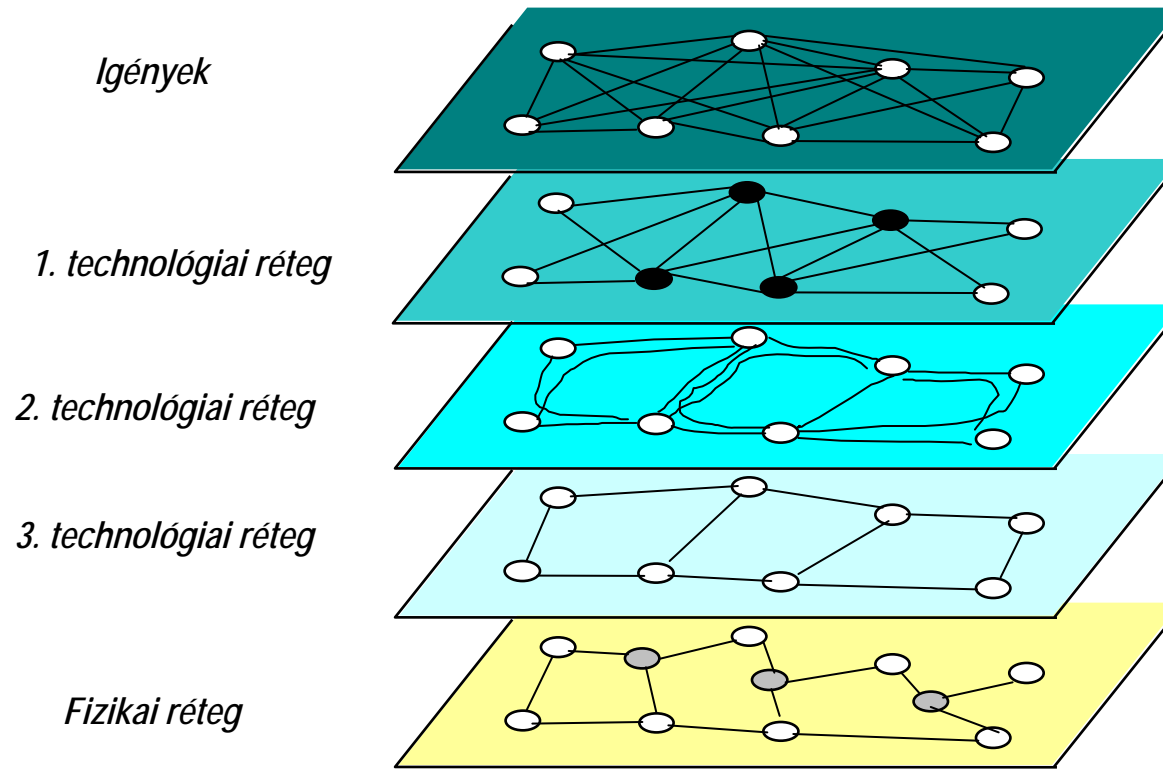 Igények
1. technológiai réteg
2. technológiai réteg
3. technológiai réteg
Fizikai réteg